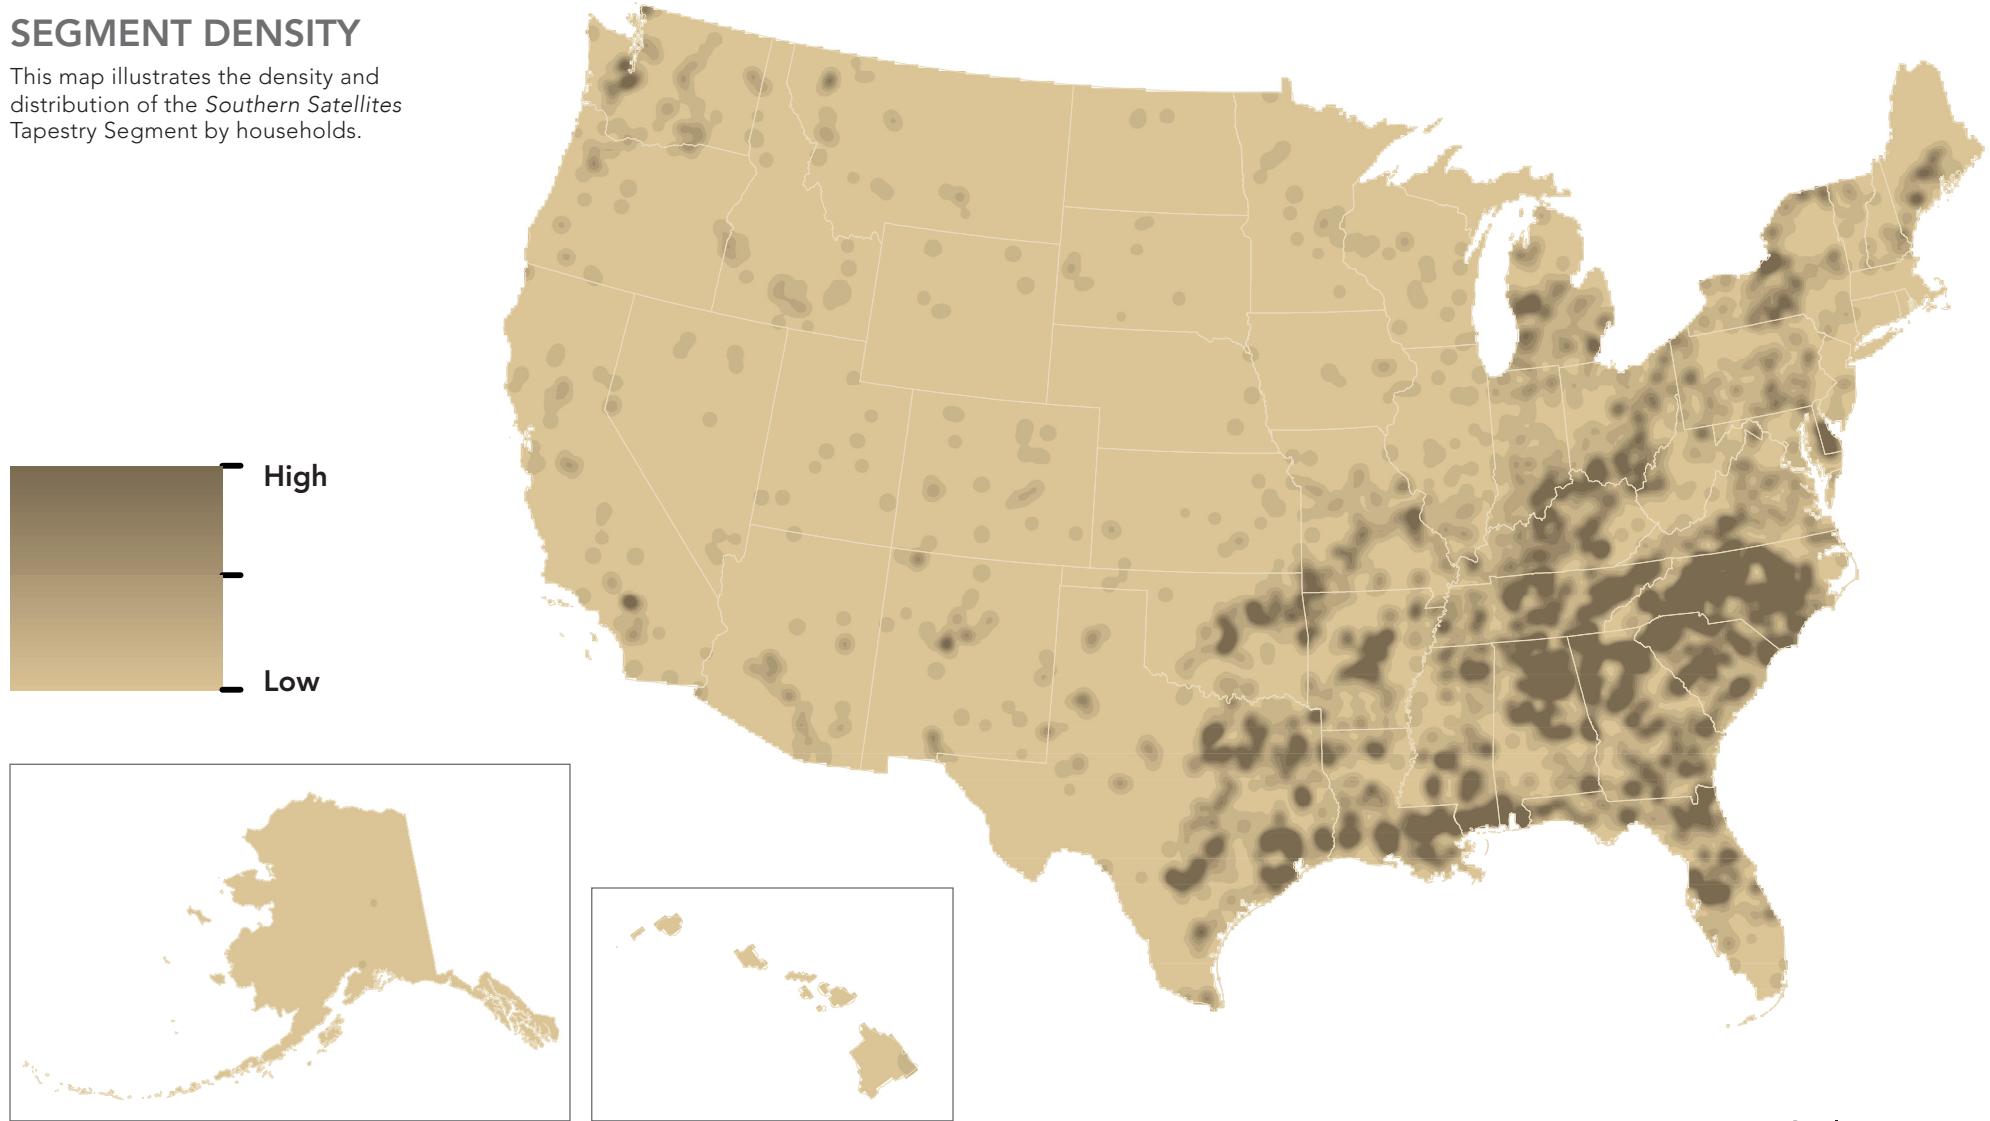 SEGMENT DENSITY
This map illustrates the density and
distribution of the Southern Satellites
Tapestry Segment by households.
High
Low